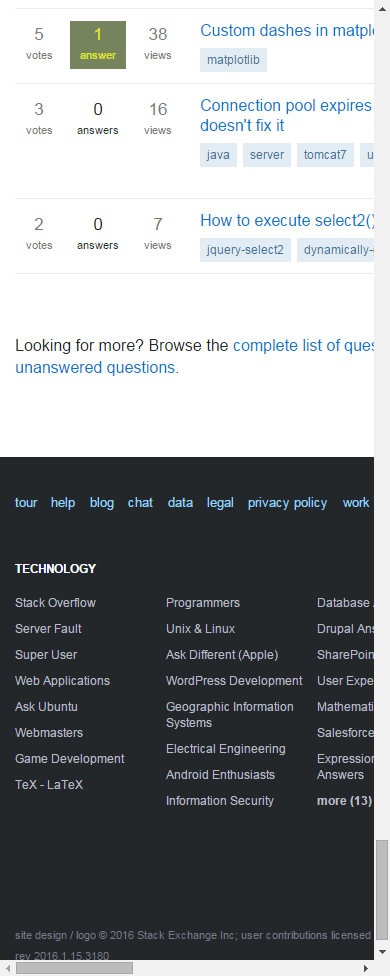 5 1 38 Custom dashes in matpl
votes answer views
matplotlib
3 0 16 Connection pool expires
votes answers views doesn't fix it
java server tomcat7
2 0 7 How to execute select2()
votes answers views
jquery-select2 dynamically-
Looking for more? Browse the complete list of ques
unanswered questions.
tour help blog chat data legal privacy policy work
TECHNOLOGY
Stack Overflow
Server Fault
Super User
Web Applications
Ask Ubuntu
Webmasters
Game Development
TeX - LaTeX
Programmers
Unix & Linux
Ask Different (Apple)
WordPress Development
Geographic Information
Systems
Electrical Engineering
Android Enthusiasts
Information Security
Database
Drupal Ans
SharePoin
User Expe
Mathemati
Salesforce
Expression
Answers
more (13)
site design / logo © 2016 Stack Exchange Inc; user contributions licensed
rev 2016.1.15.3180